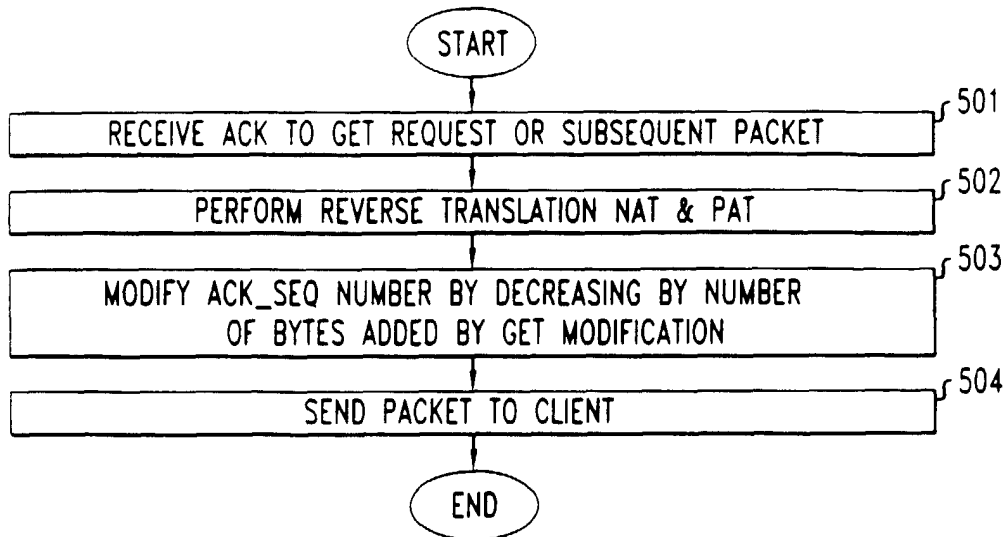 START
501
RECEIVE ACK TO GET REQUEST OR SUBSEQUENT PACKET
502
PERFORM REVERSE TRANSLATION NAT & PAT
503
MODIFY ACK_SEQ NUMBER BY DECREASING BY NUMBER
OF BYTES ADDED BY GET MODIFICATION
504
SEND PACKET TO CLIENT
END